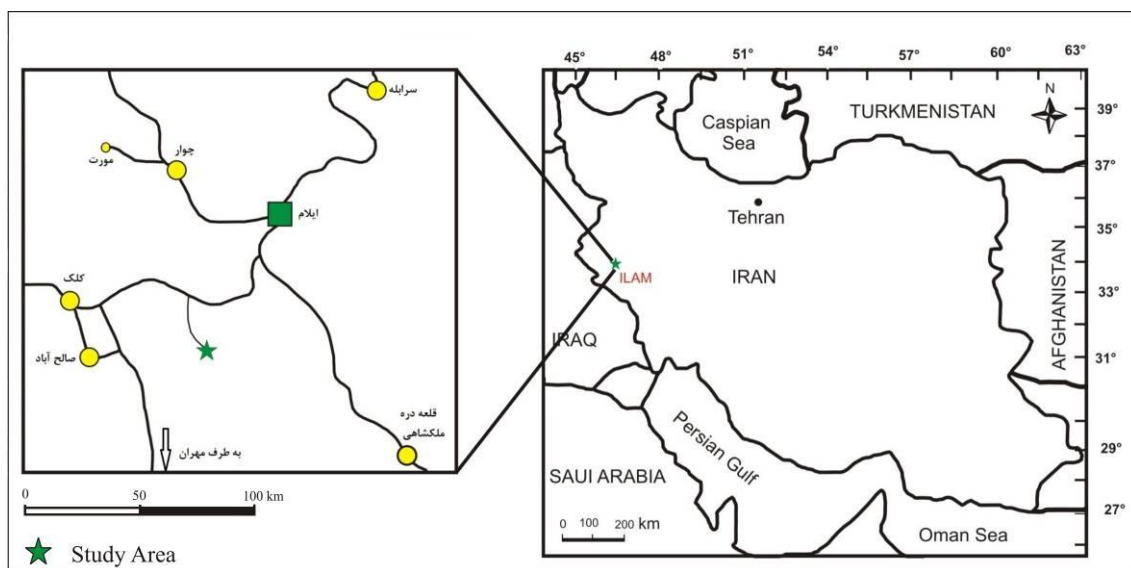 سرابله
چوار
مورت
ایلام
کلک
صالح آباد
قلعه دره
ملکشاهی
به طرف مهران
0 50 100 km
Study Area
45° 48° 51° 54° 57° 60° 63°
N
39°
37°
35°
33°
31°
29°
27°
Caspian
Sea
TURKMENISTAN
Tehran
ILAM
IRAN
AFGHANISTAN
IRAQ
Persian Gulf
SAUI ARABIA
0 100 200 km
Oman Sea